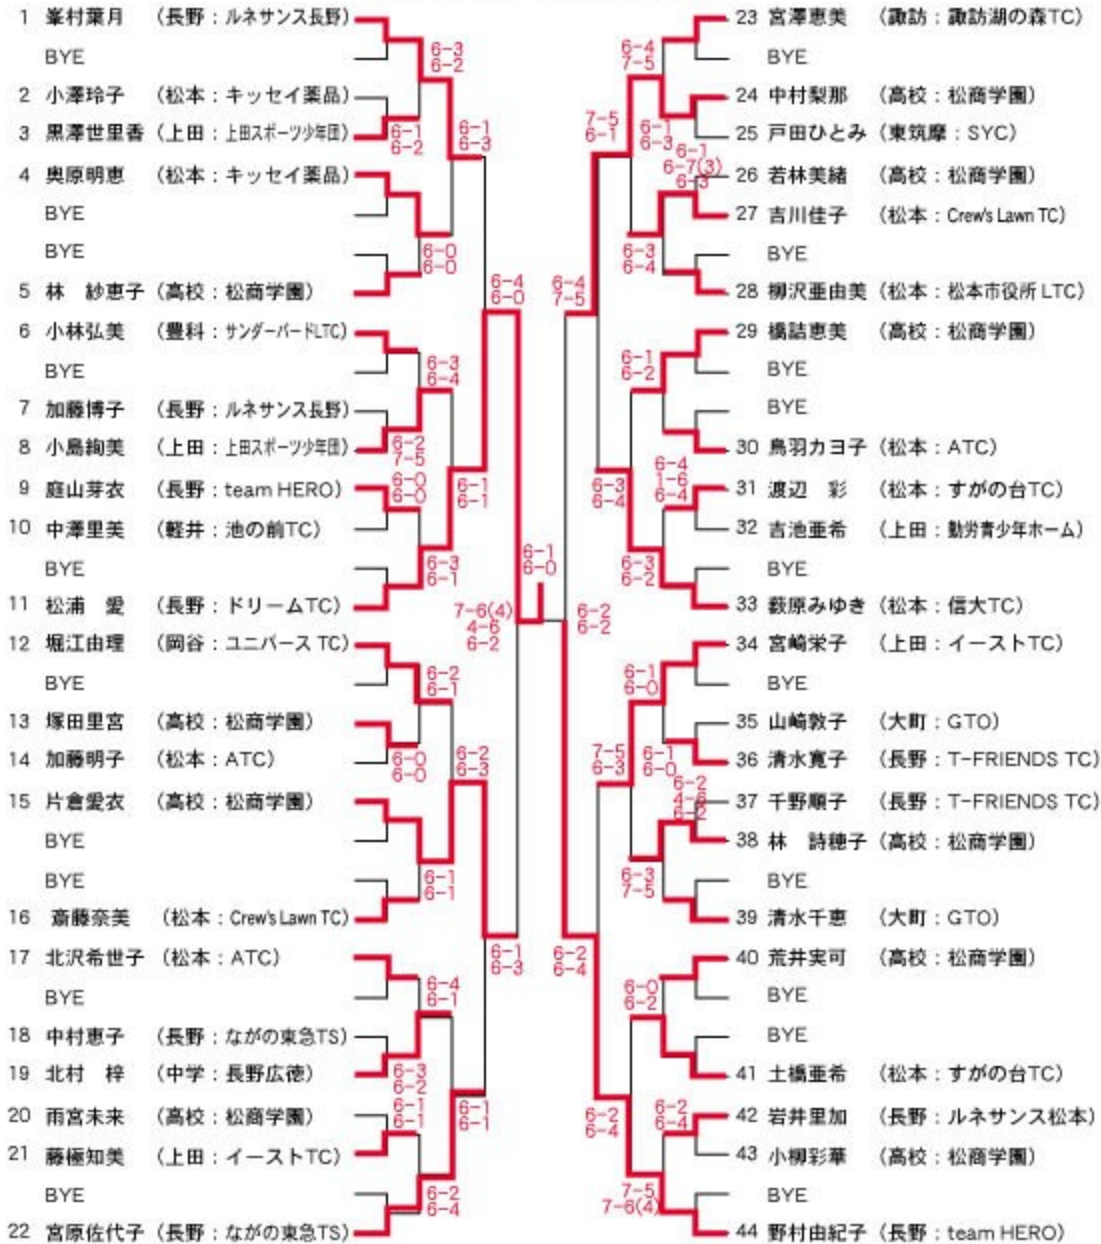 1 峯村葉月 (長野：ルネサンス長野)
BYE
6-3
6-2
2 小澤玲子 (松本：キッセイ薬品)
3 黒澤世里香 (上田：上田スポーツ少年団)
6-1
6-2
6-1
6-3
4 奥原明恵 (松本：キッセイ薬品)
BYE
BYE
6-0
6-0
5 林 紗恵子 (高校：松商学園)
6-4
6-0
6 小林弘美 (豊科：サンダーバードLTC)
BYE
6-3
6-4
7 加藤博子 (長野：ルネサンス長野)
8 小島絢美 (上田：上田スポーツ少年団)
6-2
7-5
9 庭山芽衣 (長野：team HERO)
6-0
6-0
6-1
6-1
10 中澤里美 (軽井：池の前TC)
BYE
6-3
6-1
11 松浦 愛 (長野：ドリームTC)
6-1
6-0
7-6(4)
4-6
6-2
12 堀江由理 (岡谷：ユニバース TC)
BYE
6-2
6-1
13 塚田里宮 (高校：松商学園)
14 加藤明子 (松本：ATC)
6-0
6-0
6-2
6-3
15 片倉愛衣 (高校：松商学園)
BYE
BYE
6-1
6-1
16 斎藤奈美 (松本：Crew's Lawn TC)
6-1
6-3
17 北沢希世子 (松本：ATC)
BYE
6-4
6-1
18 中村恵子 (長野：ながの東急TS)
19 北村 梓 (中学：長野広徳)
6-3
6-2
20 雨宮未来 (高校：松商学園)
6-1
6-1
6-1
6-1
21 藤極知美 (上田：イーストTC)
BYE
6-2
6-4
22 宮原佐代子 (長野：ながの東急TS)
23 宮澤恵美 (諏訪：諏訪湖の森TC)
6-4
7-5
BYE
24 中村梨那 (高校：松商学園)
7-5
6-1
6-1
6-3
25 戸田ひとみ (東筑摩：SYC)
6-1
6-7(3)
6-3
26 若林美緒 (高校：松商学園)
27 吉川佳子 (松本：Crew's Lawn TC)
6-3
6-4
BYE
28 柳沢亜由美 (松本：松本市役所 LTC)
6-4
7-5
29 橋詰恵美 (高校：松商学園)
6-1
6-2
BYE
BYE
30 鳥羽カヨ子 (松本：ATC)
6-4
1-6
6-4
6-3
6-4
31 渡辺 彩 (松本：すがの台TC)
32 吉池亜希 (上田：勤労青少年ホーム)
6-3
6-2
BYE
33 薮原みゆき (松本：信大TC)
6-2
6-2
34 宮崎栄子 (上田：イーストTC)
6-1
6-0
BYE
35 山崎敦子 (大町：GTO)
7-5
6-3
6-1
6-0
36 清水寛子 (長野：T-FRIENDS TC)
6-2
4-6
6-2
37 千野順子 (長野：T-FRIENDS TC)
38 林 詩穂子 (高校：松商学園)
6-3
7-5
BYE
39 清水千恵 (大町：GTO)
6-2
6-4
40 荒井実可 (高校：松商学園)
6-0
6-2
BYE
BYE
41 土橋亜希 (松本：すがの台TC)
6-2
6-4
6-2
6-4
42 岩井里加 (長野：ルネサンス松本)
43 小柳彩華 (高校：松商学園)
7-5
7-6(4)
BYE
44 野村由紀子 (長野：team HERO)